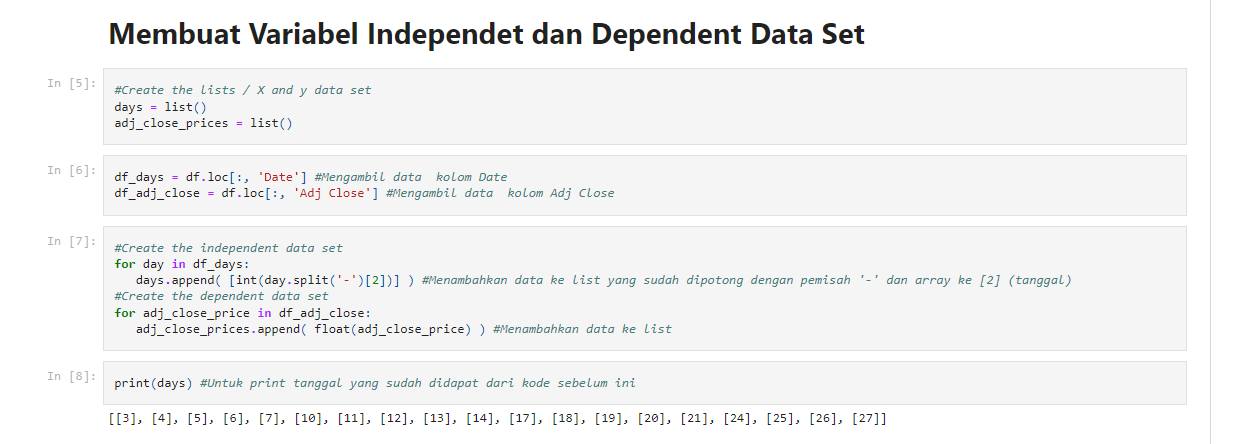 Membuat Variabel Independet dan Dependent Data Set
In [5]:
#Create the lists / X and y data set
days = list()
adj_close_prices = list()
In [6]:
df_days = df.loc[:, 'Date'] #Mengambil data  kolom Date
df_adj_close = df.loc[:, 'Adj Close'] #Mengambil data  kolom Adj Close
In [7]:
#Create the independent data set
for day in df_days:
   days.append( [int(day.split('-')[2])] ) #Menambahkan data ke list yang sudah dipotong dengan pemisah '-' dan array ke [2] (tanggal)
#Create the dependent data set
for adj_close_price in df_adj_close:
   adj_close_prices.append( float(adj_close_price) ) #Menambahkan data ke list
In [8]:
print(days) #Untuk print tanggal yang sudah didapat dari kode sebelum ini
[[3], [4], [5], [6], [7], [10], [11], [12], [13], [14], [17], [18], [19], [20], [21], [24], [25], [26], [27]]